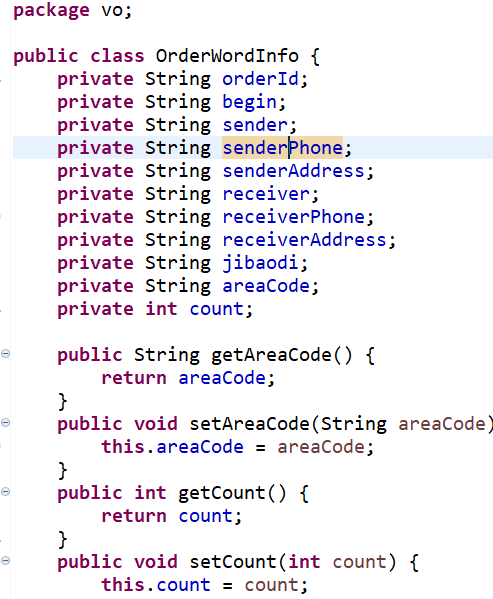 package vo;
public class OrderWordInfo {
private String orderId;
private String begin;
private String sender;
private String senderPhone;
private String senderAddress;
private String receiver;
private String receiverPhone;
private String receiverAddress;
private String jibaodi;
private String areaCode;
private int count;
public String getAreaCode() {
return areaCode;
}
public void setAreaCode(String areaCode)
this.areaCode = areaCode;
}
public int getCount() {
return count;
}
public void setCount(int count) {
this.count = count;